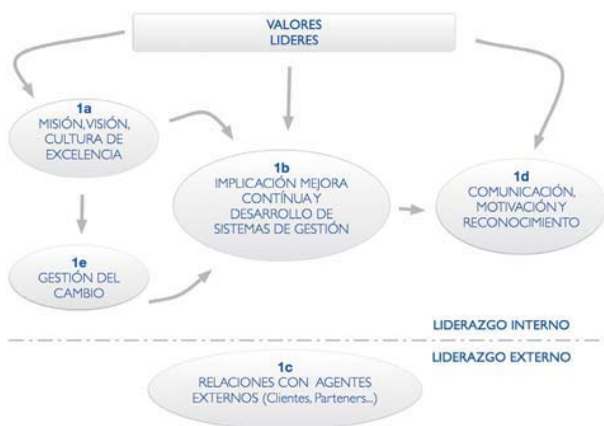 VALORES
LIDERES
1a
MISIÓN, VISIÓN,
CULTURA DE
EXCELENCIA
1b
IMPLICACIÓN MEJORA
CONTÍNUA Y
DESARROLLO DE
SISTEMAS DE GESTIÓN
1d
COMUNICACIÓN,
MOTIVACIÓN Y
RECONOCIMIENTO
1e
GESTIÓN DEL
CAMBIO
LIDERAZGO INTERNO
LIDERAZGO EXTERNO
1c
RELACIONES CON AGENTES
EXTERNOS (Clientes, Parteners...)